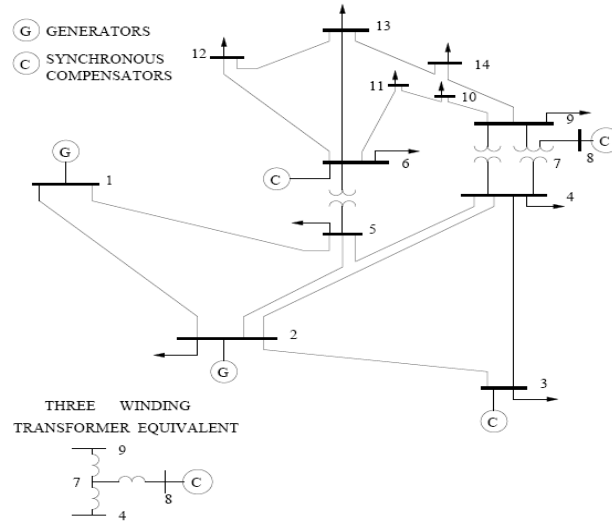 G GENERATORS
C SYNCHRONOUS
COMPENSATORS
13
12
14
11
10
9
G
C
7
8
C
6
1
4
5
2
G
3
C
THREE WINDING
TRANSFORMER EQUIVALENT
9
7
C
8
4